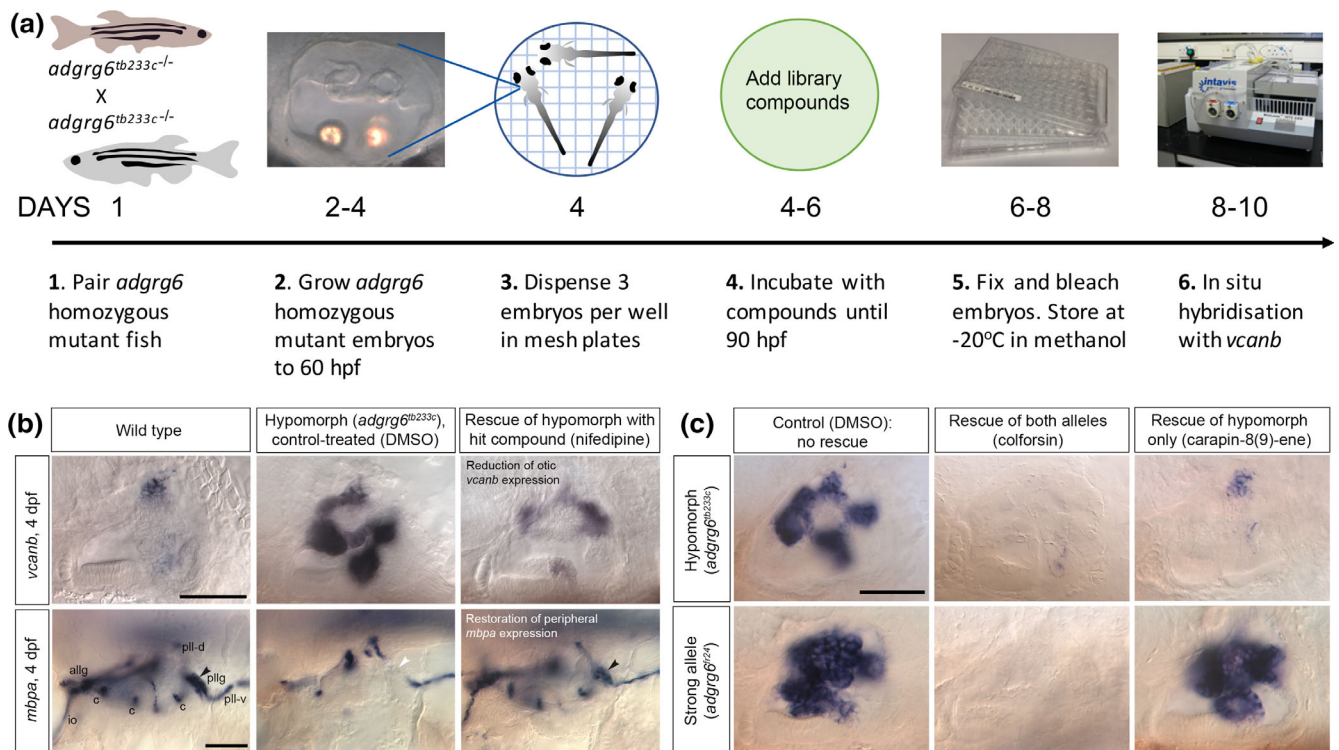 (a)
adgrg6tb233c-/-
X
adgrg6tb233c-/-
Add library
compounds
intavis
DAYS 1
2-4
4
4-6
6-8
8-10
1. Pair adgrg6
homozygous
mutant fish
2. Grow adgrg6
homozygous
mutant embryos
to 60 hpf
3. Dispense 3
embryos per well
in mesh plates
4. Incubate with
compounds until
90 hpf
5. Fix and bleach
embryos. Store at
-20°C in methanol
6. In situ
hybridisation
with vcanb
(b)
Wild type
Hypomorph (adgrg6tb233c),
control-treated (DMSO)
Rescue of hypomorph with
hit compound (nifedipine)
vcanb, 4 dpf
Reduction of otic
vcanb expression
mbpa, 4 dpf
allg
pll-d
pllg
pll-v
c
c
c
io
Restoration of peripheral
mbpa expression
(c)
Control (DMSO):
no rescue
Rescue of both alleles
(colforsin)
Rescue of hypomorph
only (carapin-8(9)-ene)
Hypomorph
(adgrg6tb233c)
Strong allele
(adgrg6fr24)